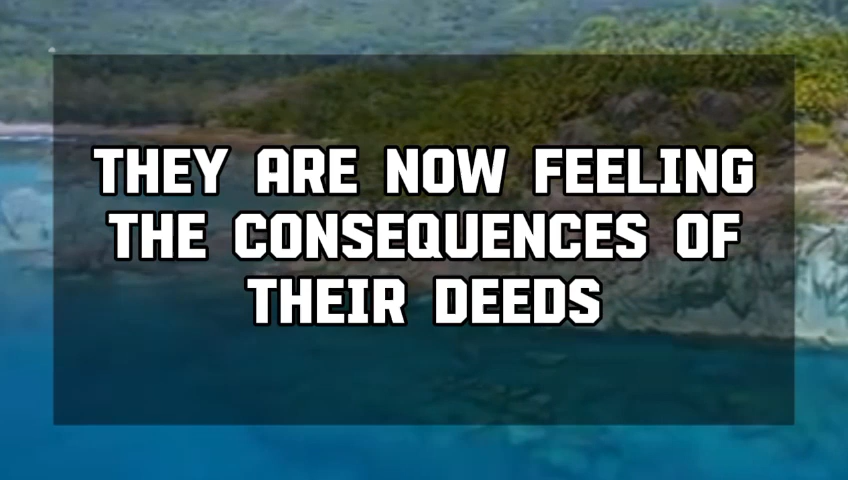 THEY ARE NOW FEELING
THE CONSEQUENCES OF
THEIR DEEDS